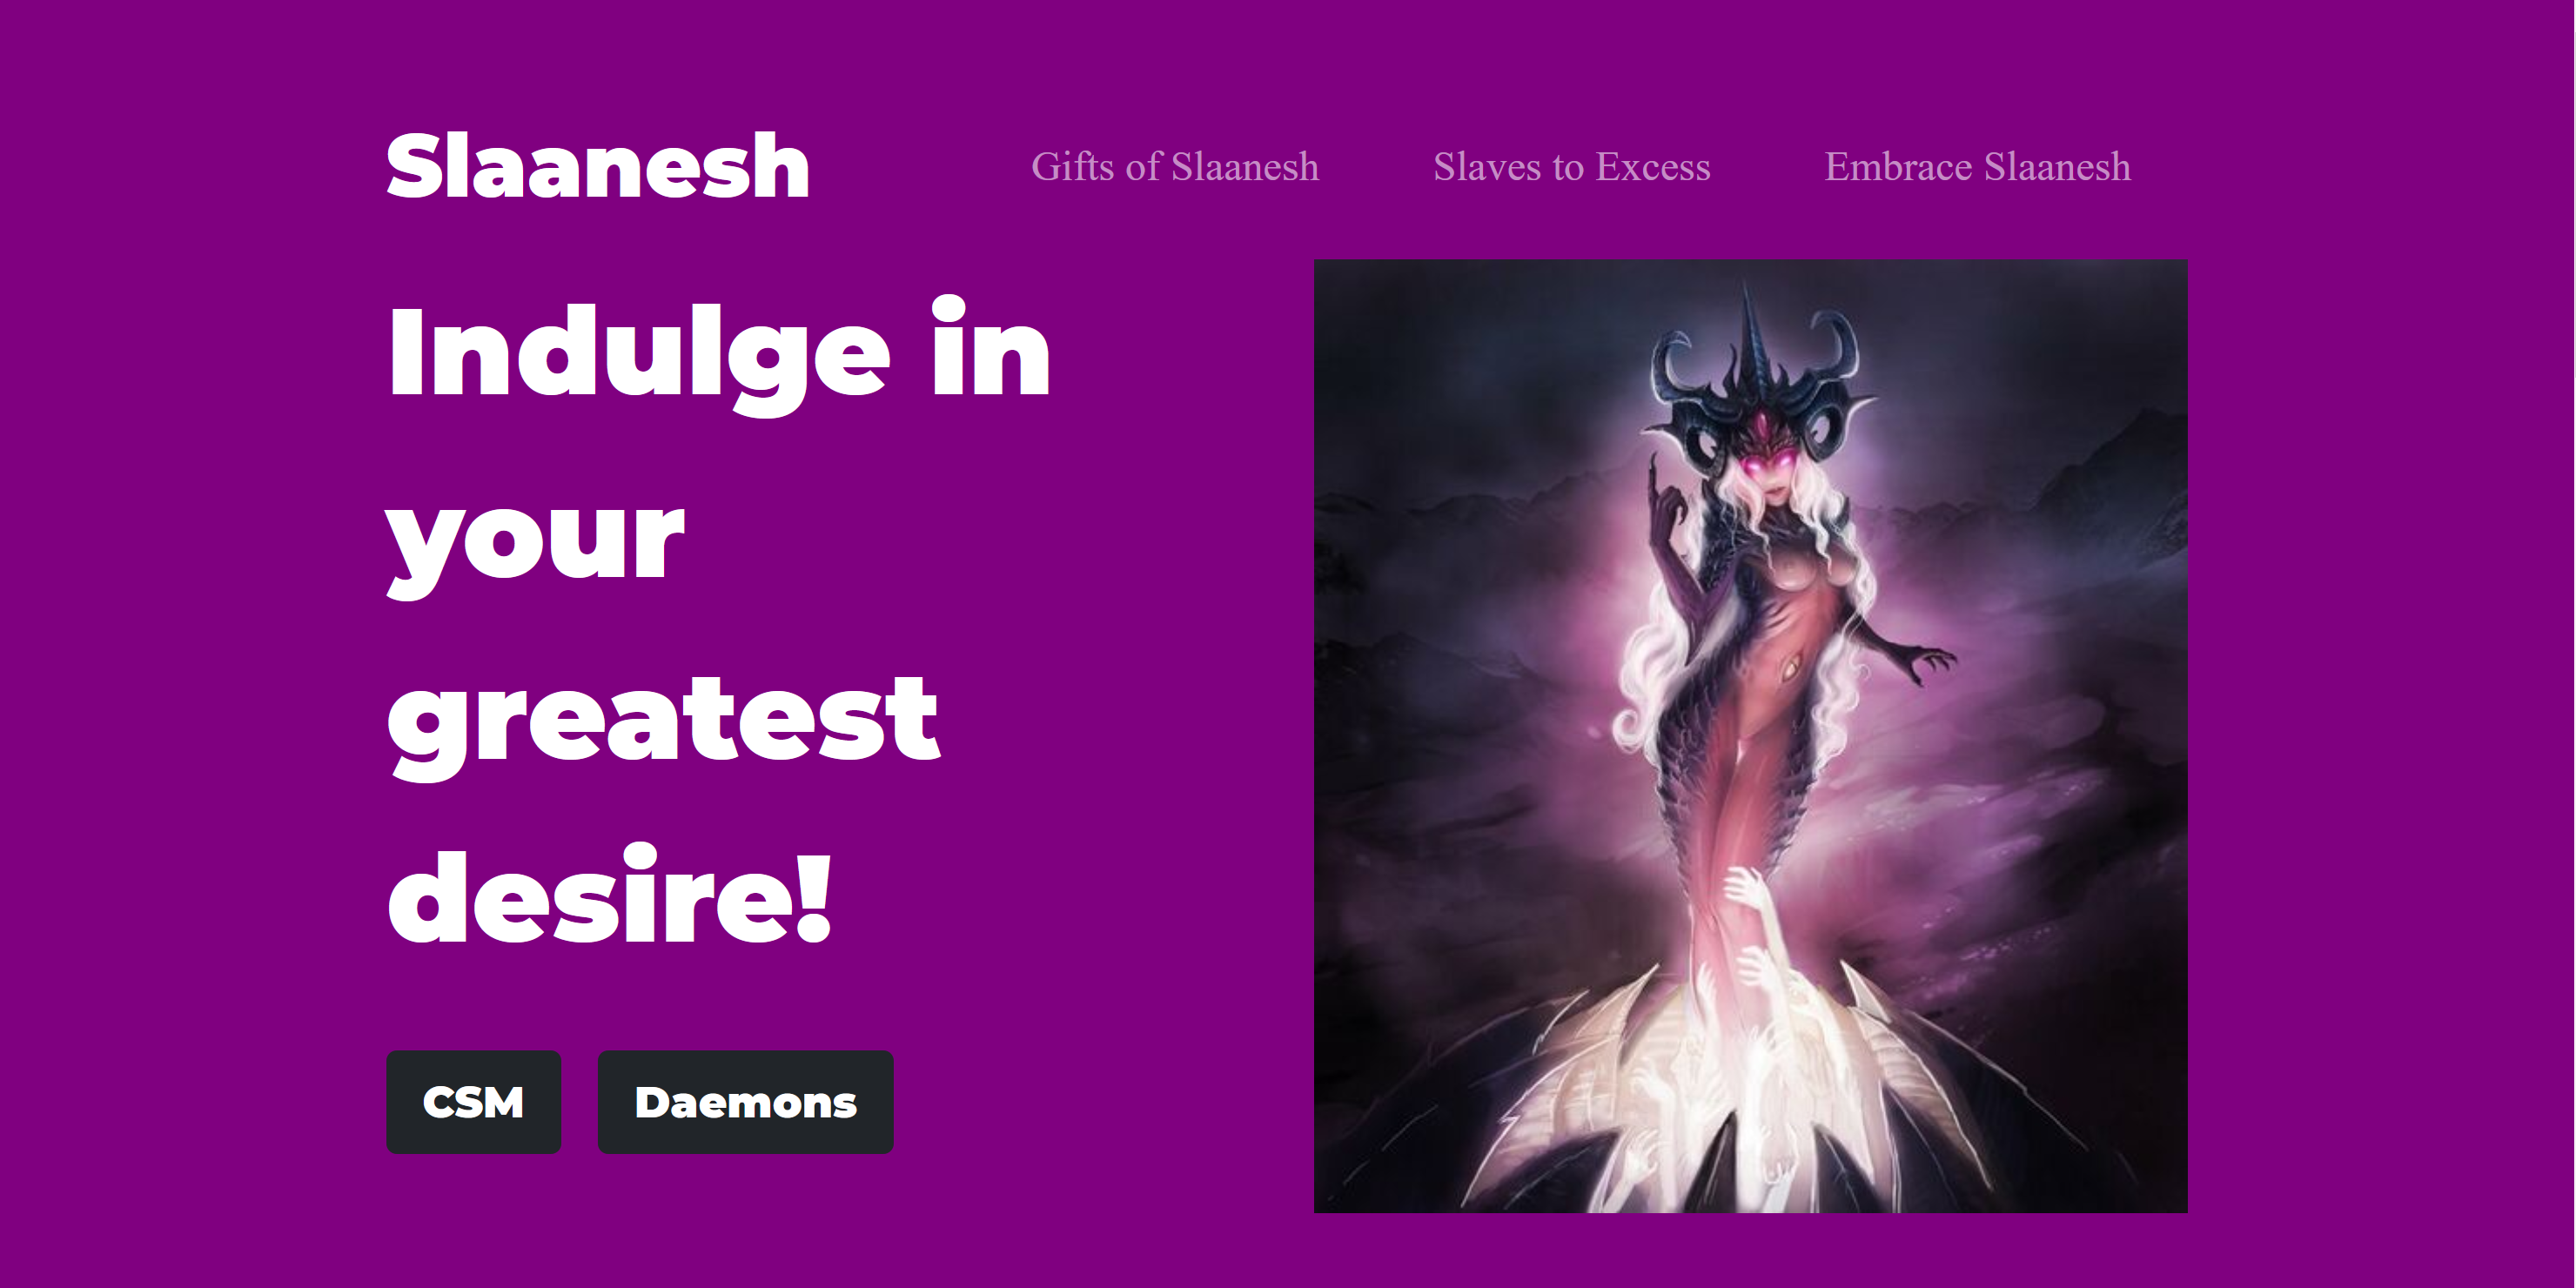 Slaanesh
Gifts of Slaanesh
Slaves to Excess
Embrace Slaanesh
Indulge in
your
greatest
desire!
CSM
Daemons